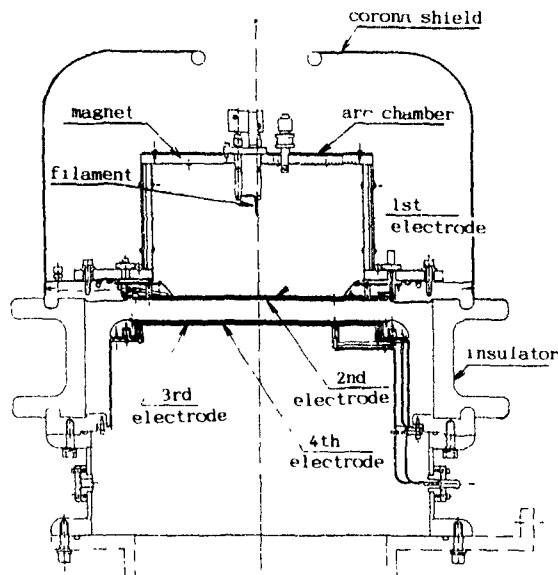 corona shield
magnet
arc chamber
filament
1st
electrode
insulator
3rd
electrode
2nd
electrode
4th
electrode